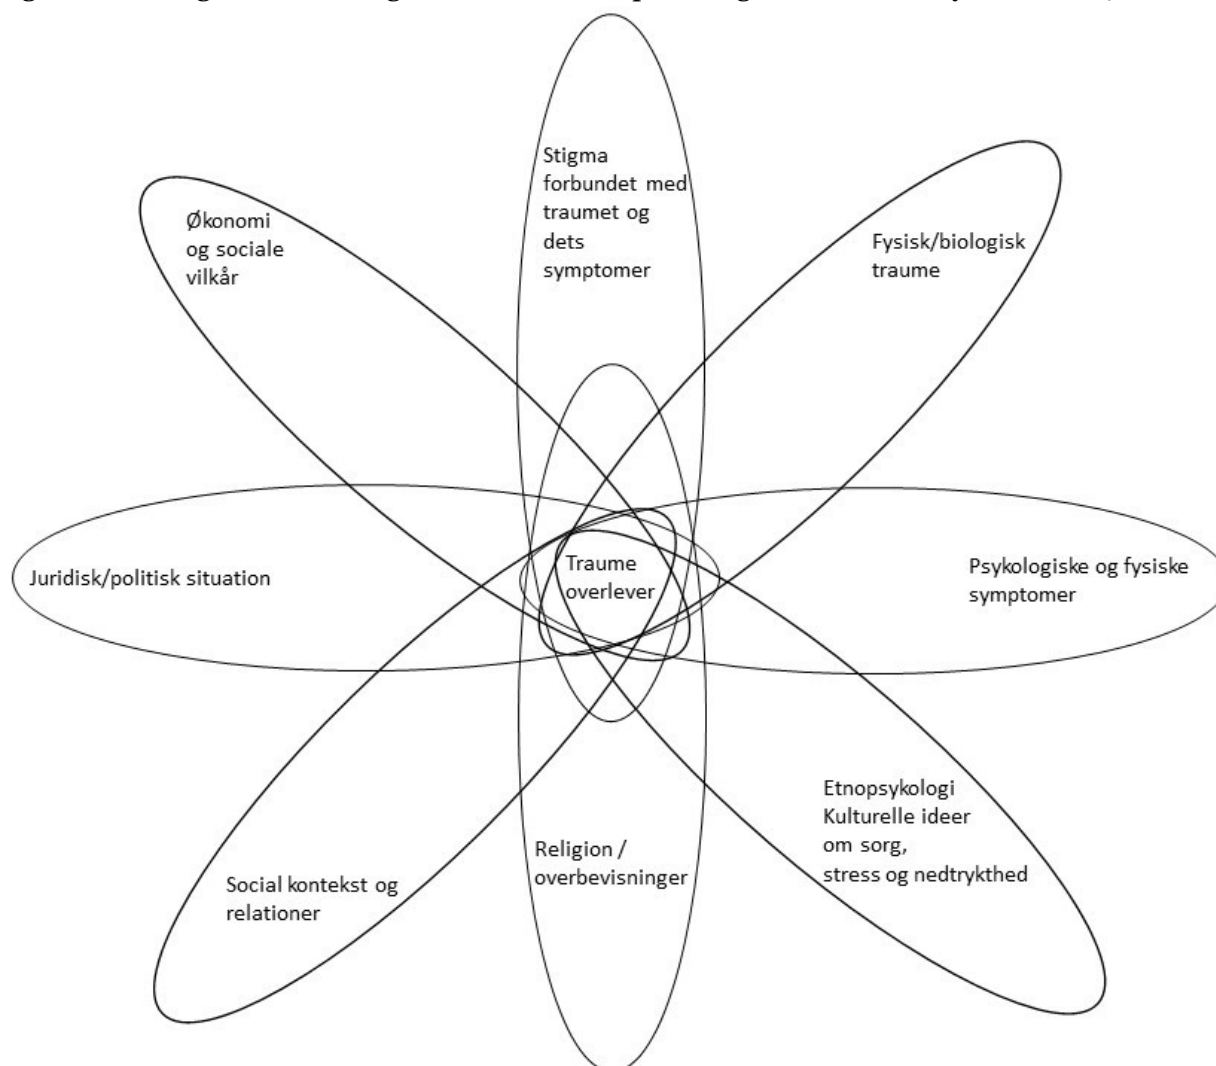 Stigma
forbundet med
traumet og
dets
symptomer
Økonomi
og sociale
vilkår
Fysisk/biologisk
traume
Juridisk/politisk situation
Traume
overlever
Psykologiske og fysiske
symptomer
Etnopsykologi
Kulturelle ideer
om sorg,
stress og nedtrykthed
Religion /
overbevisninger
Social kontekst og
relationer